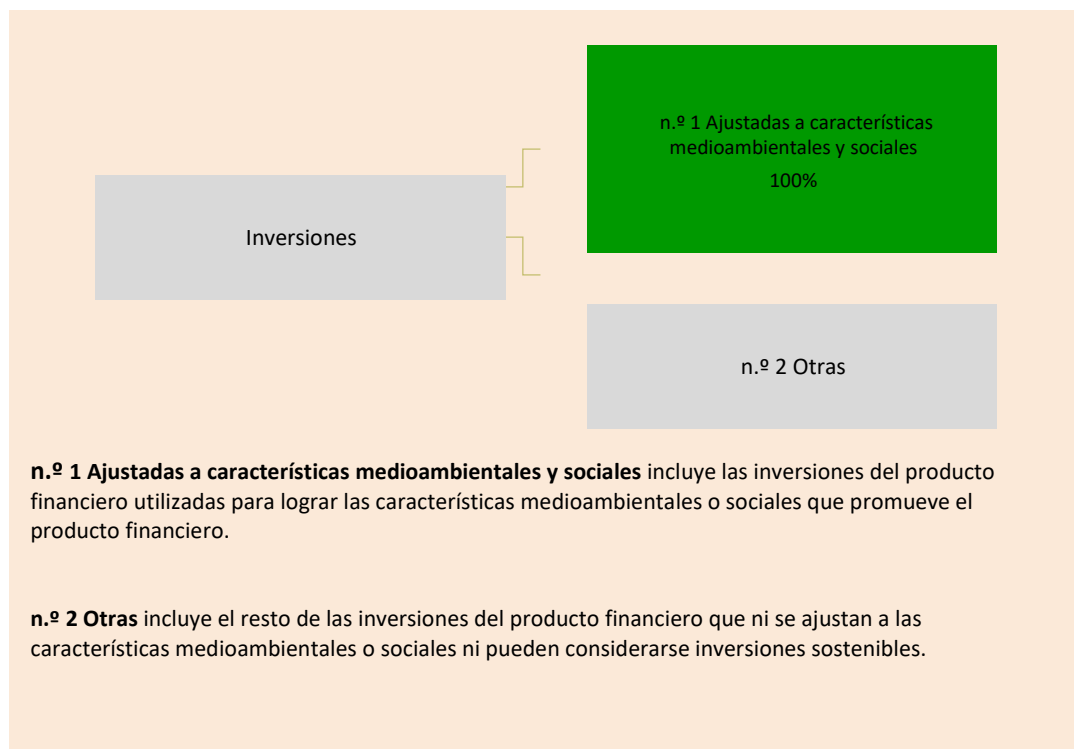 n.º 1 Ajustadas a características
medioambientales y sociales
100%
Inversiones
n.º 2 Otras
n.º 1 Ajustadas a características medioambientales y sociales incluye las inversiones del producto
financiero utilizadas para lograr las características medioambientales o sociales que promueve el
producto financiero.
n.º 2 Otras incluye el resto de las inversiones del producto financiero que ni se ajustan a las
características medioambientales o sociales ni pueden considerarse inversiones sostenibles.